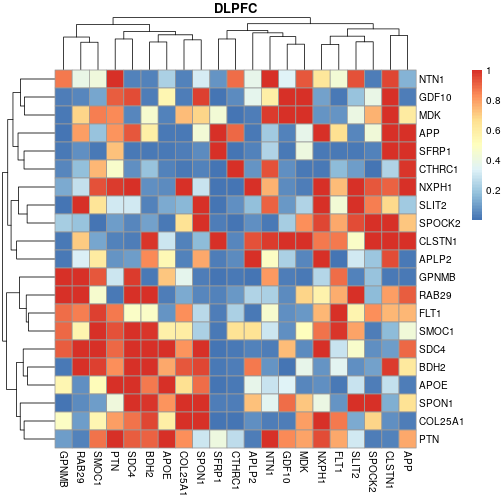 DLPFC
NTN1
GDF10
MDK
APP
SFRP1
CTHRC1
NXPH1
SLIT2
SPOCK2
CLSTN1
APLP2
GPNMB
RAB29
FLT1
SMOC1
SDC4
BDH2
APOE
SPON1
COL25A1
PTN
1
0.8
0.6
0.4
0.2
GPNMB
RAB29
SMOC1
PTN
SDC4
BDH2
APOE
COL25A1
SPON1
SFRP1
CTHRC1
APLP2
NTN1
GDF10
MDK
NXPH1
FLT1
SLIT2
SPOCK2
CLSTN1
APP